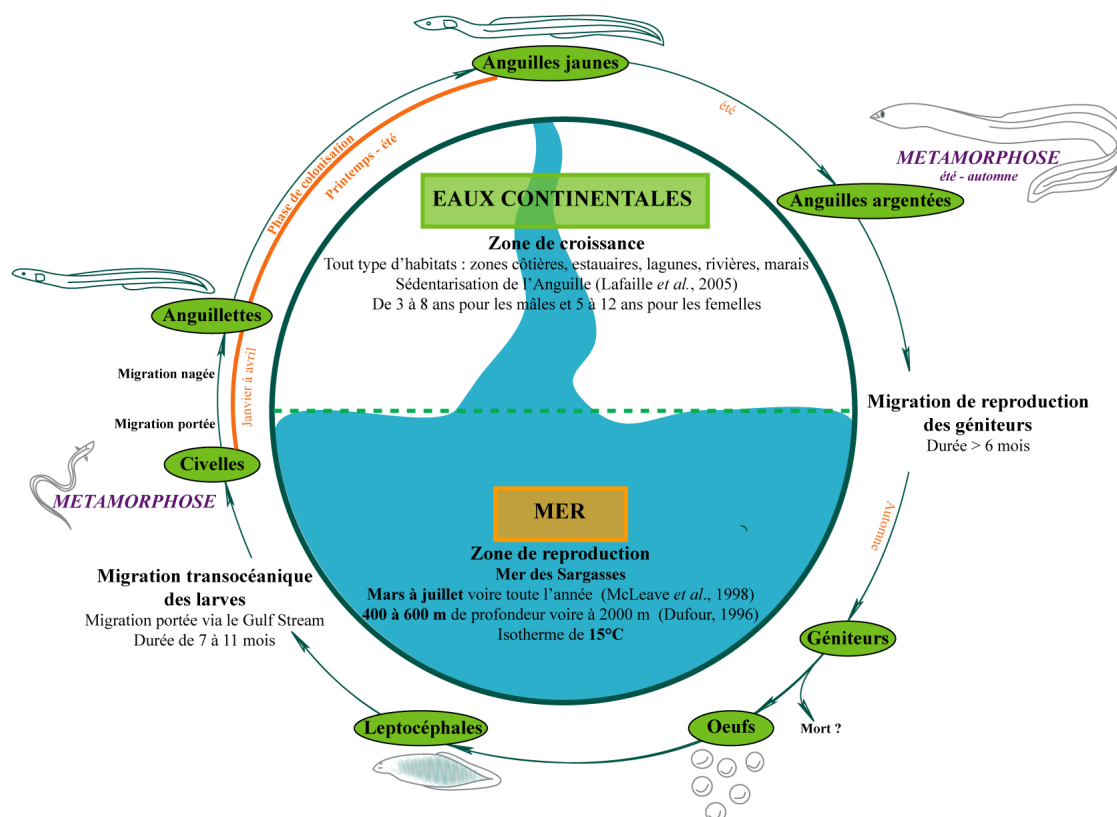 Anguilles jaunes
été
METAMORPHOSE
été - automne
Anguilles argentées
Phase de colonisation
Printemps - été
EAUX CONTINENTALES
Zone de croissance
Tout type d'habitats : zones côtières, estauaires, lagunes, rivières, marais
Sédentarisation de l'Anguille (Lafaille et al., 2005)
De 3 à 8 ans pour les mâles et 5 à 12 ans pour les femelles
Anguillettes
Migration nagée
Janvier à avril
Migration portée
Civelles
METAMORPHOSE
Migration de reproduction
des géniteurs
Durée > 6 mois
Automne
MER
Zone de reproduction
Mer des Sargasses
Mars à juillet voire toute l'année (McLeave et al., 1998)
400 à 600 m de profondeur voire à 2000 m (Dufour, 1996)
Isotherme de 15°C
Migration transocéanique
des larves
Migration portée via le Gulf Stream
Durée de 7 à 11 mois
Géniteurs
Mort ?
Oeufs
Leptocéphales